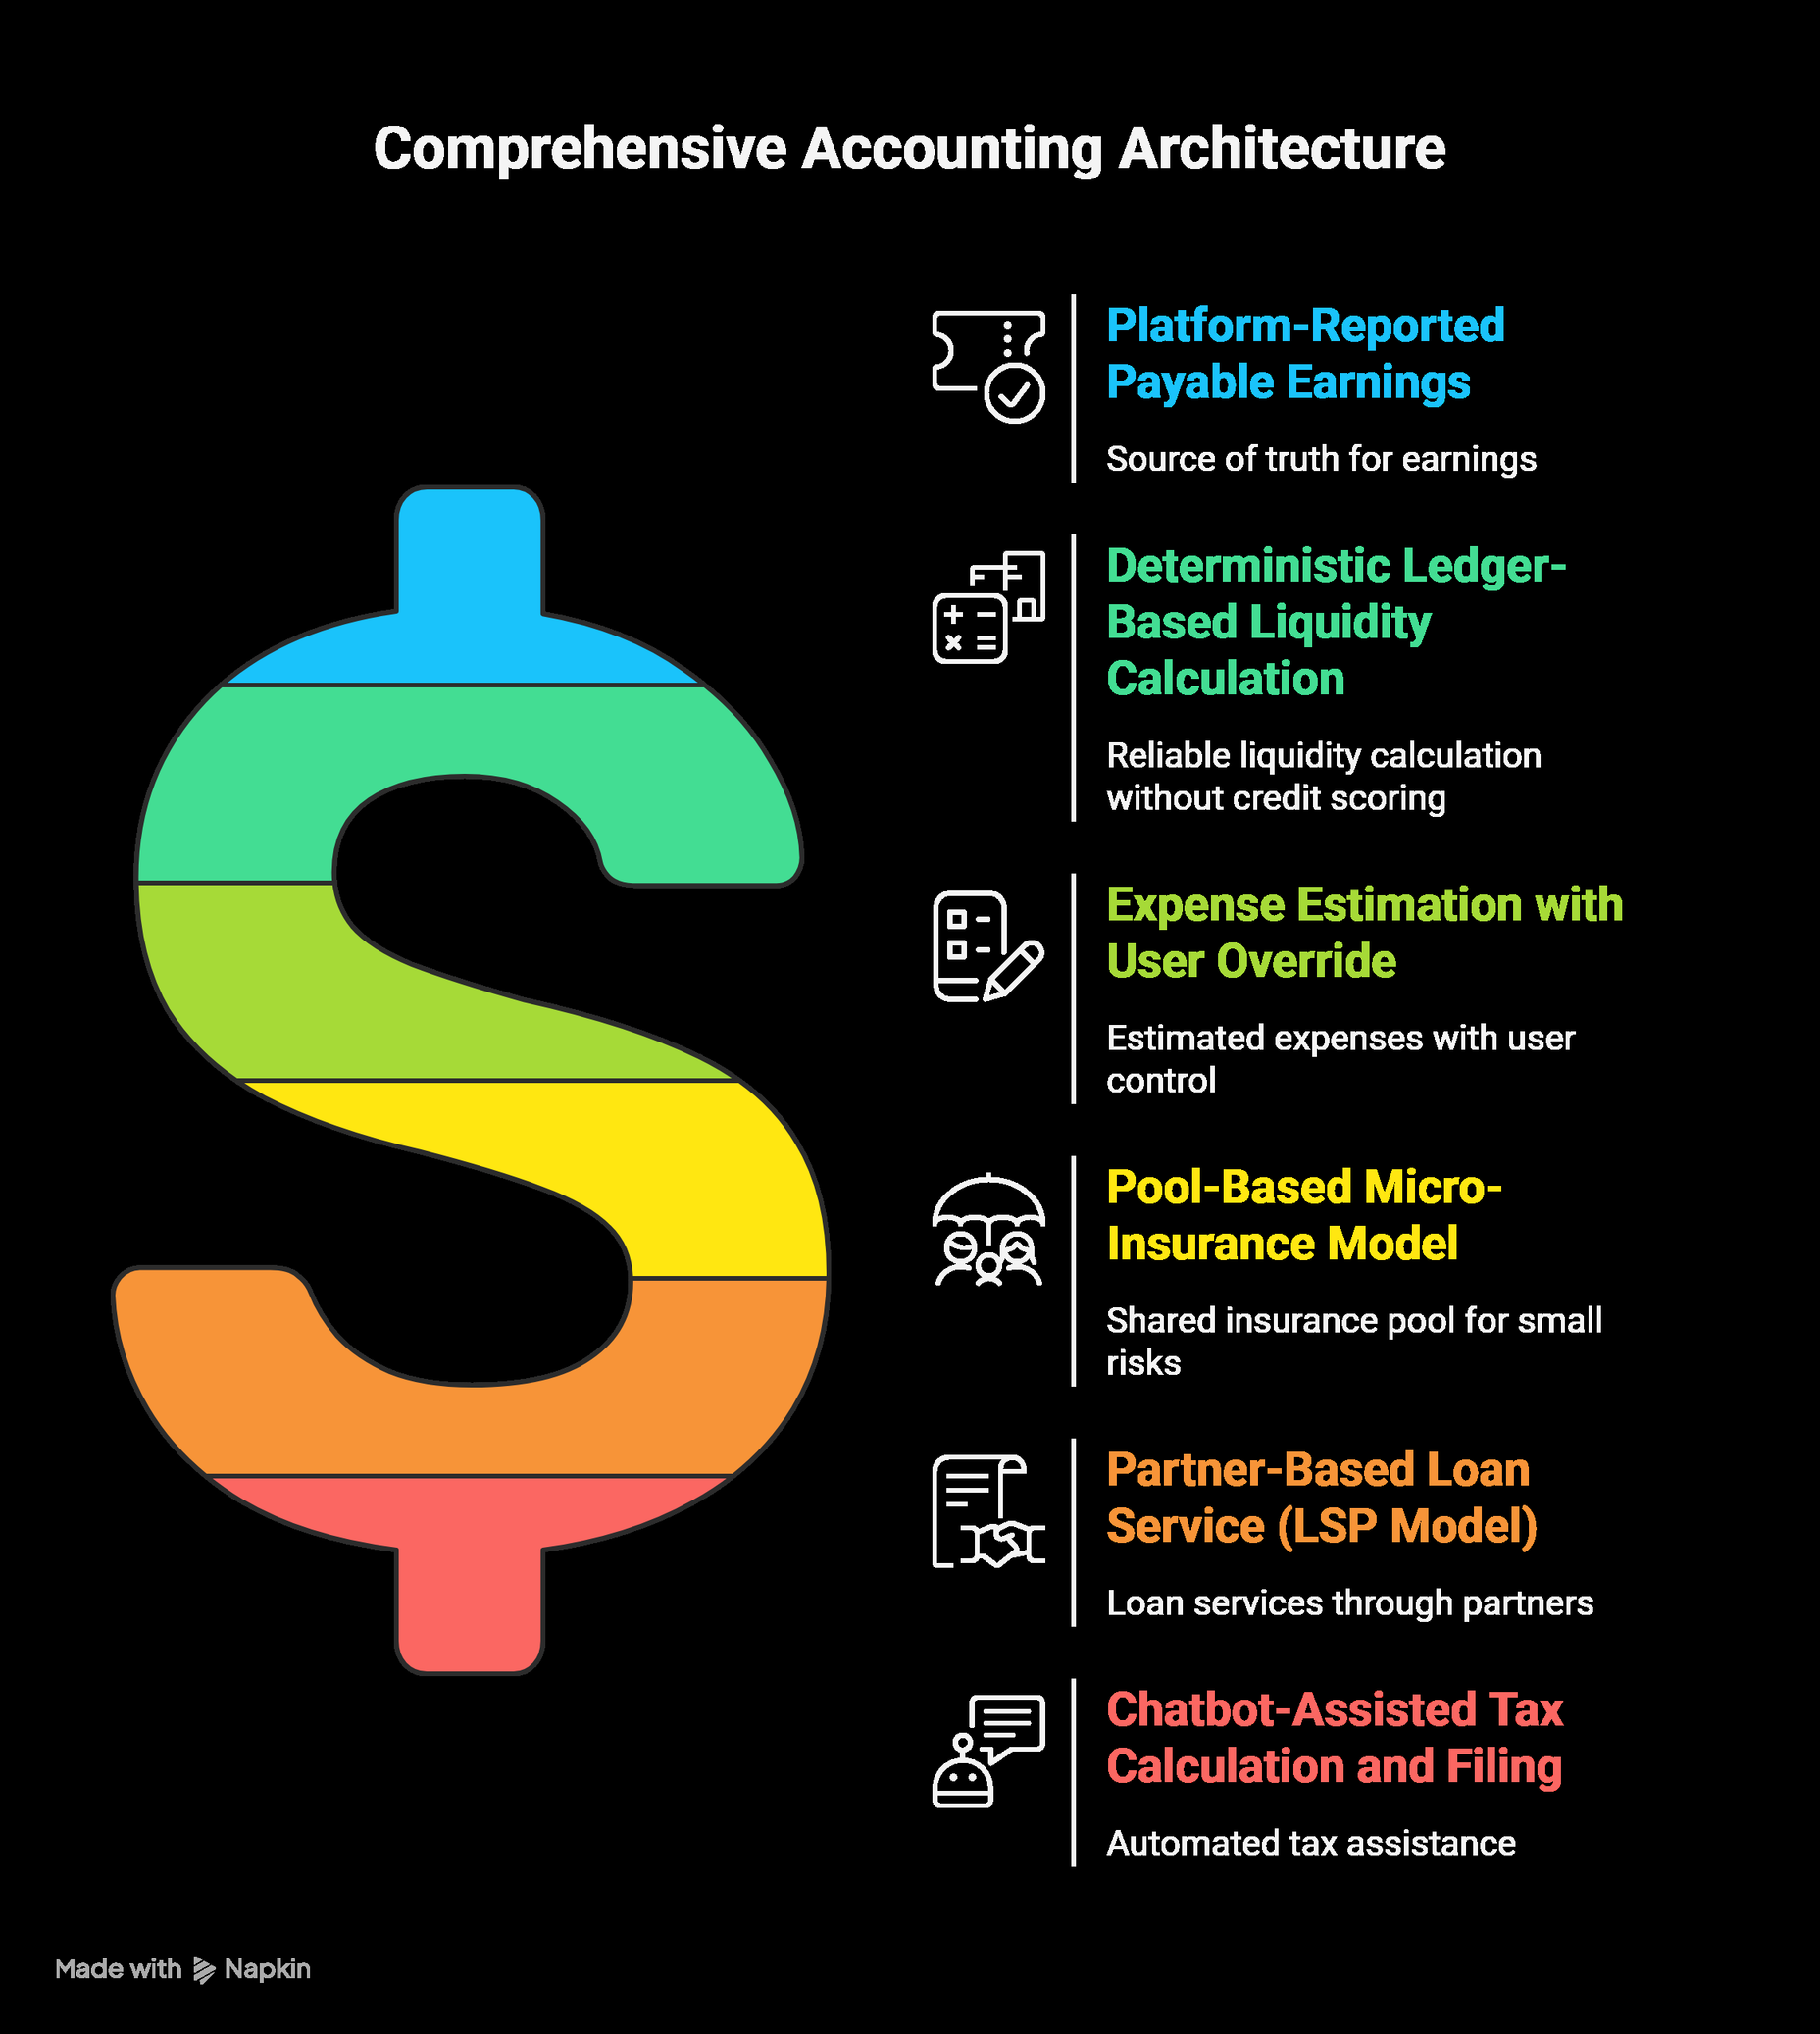 Comprehensive Accounting Architecture
Platform-Reported
Payable Earnings
Source of truth for earnings
Deterministic Ledger-
Based Liquidity
Calculation
Reliable liquidity calculation
without credit scoring
Expense Estimation with
User Override
Estimated expenses with user
control
Pool-Based Micro-
Insurance Model
Shared insurance pool for small
risks
Partner-Based Loan
Service (LSP Model)
Loan services through partners
Chatbot-Assisted Tax
Calculation and Filing
Automated tax assistance
Made with Napkin